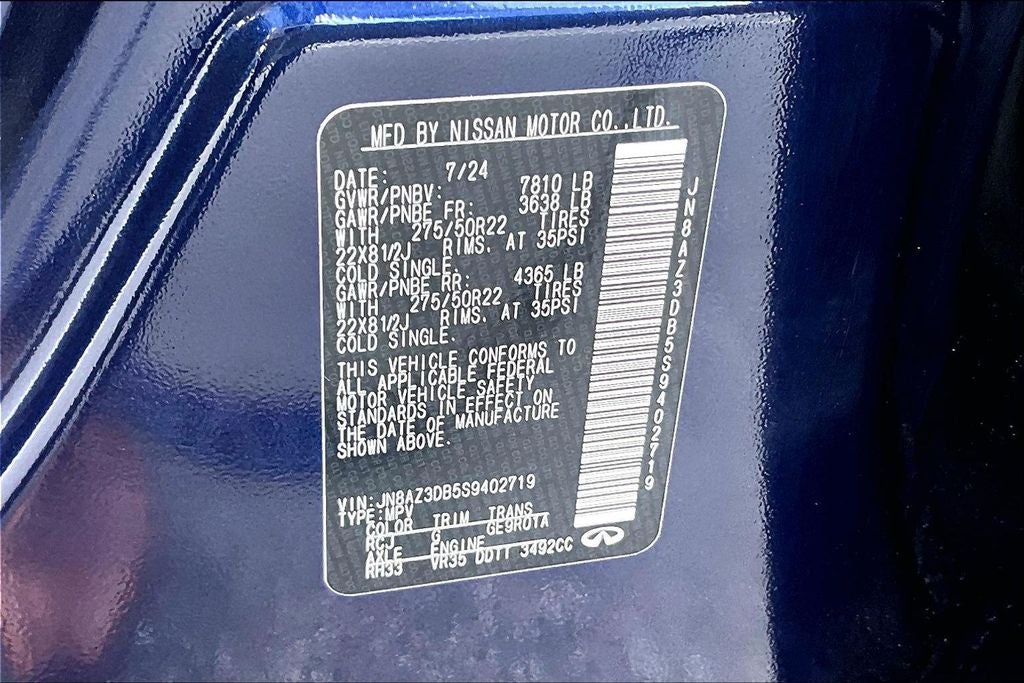 MFD BY NISSAN MOTOR CO.,LTD.
DATE: 7/24
GVWR/PNBV: 7810 LB
GAWR/PNBE FR: 3638 LB
WITH 275/50R22 TIRES
22X81/2J RIMS. AT 35PSI
COLD SINGLE.
GAWR/PNBE RR: 4365 LB
WITH 275/50R22 TIRES
22X81/2J RIMS. AT 35PSI
COLD SINGLE.
THIS VEHICLE CONFORMS TO
ALL APPLICABLE FEDERAL
MOTOR VEHICLE SAFETY
STANDARDS IN EFFECT ON
THE DATE OF MANUFACTURE
SHOWN ABOVE.
VIN:JN8AZ3DB5S9402719
TYPE:MPV
COLOR TRIM TRANS
RCJ G GE9R01A
AXLE ENGINE
RH33 VR35 DDTT 3492CC
JN8AZ3DB5S9402719